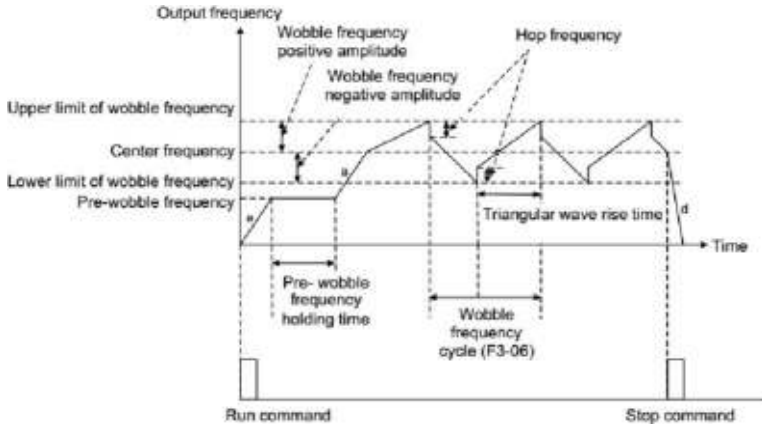 Output frequency
Wobble frequency
positive amplitude
Hop frequency
Wobble frequency
negative amplitude
Upper limit of wobble frequency
Center frequency
a
Lower limit of wobble frequency
Pre-wobble frequency
Triangular wave rise time
d
Time
Pre- wobble
frequency
holding time
Wobble
frequency
cycle (F3-06)
Run command
Stop command